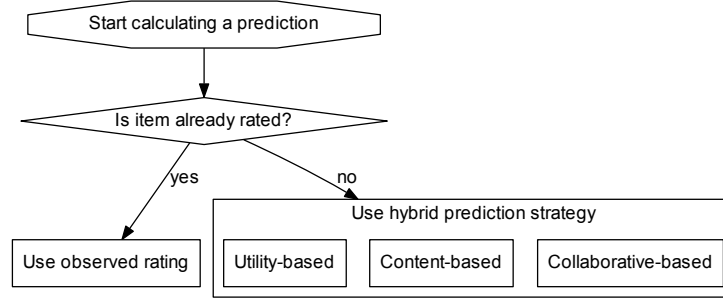 Start calculating a prediction
Is item already rated?
yes
no
Use hybrid prediction strategy
Use observed rating
Utility-based
Content-based
Collaborative-based